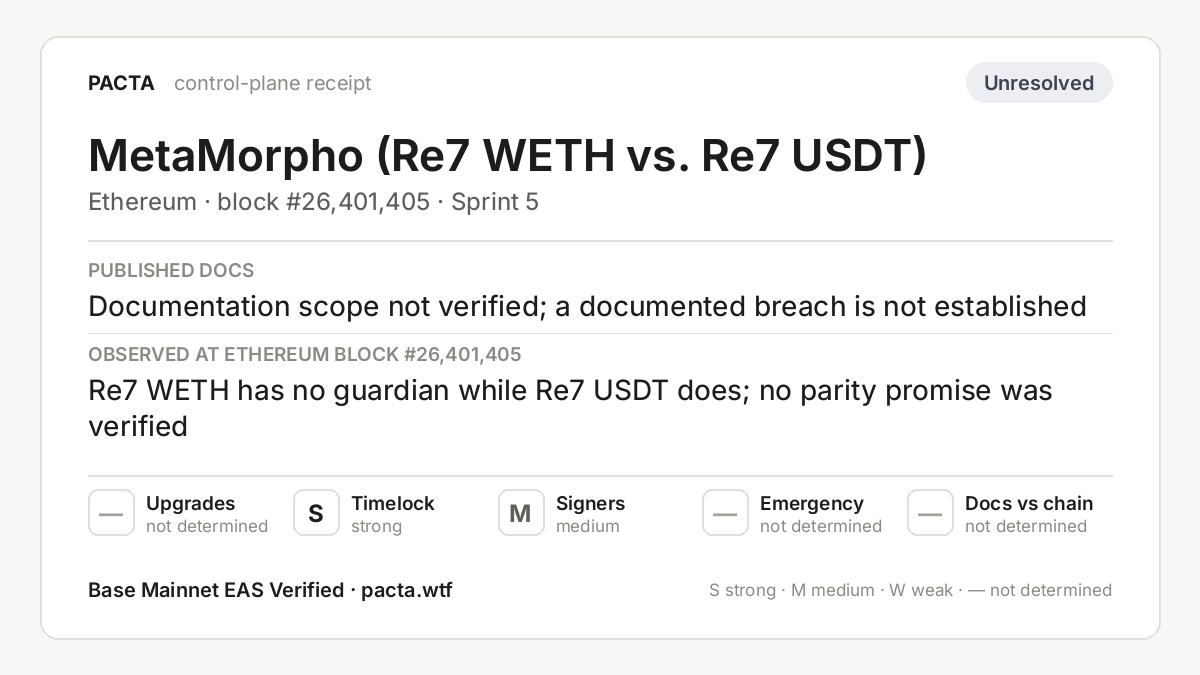 PACTA control-plane receipt
Unresolved
MetaMorpho (Re7 WETH vs. Re7 USDT)
Ethereum · block #26,401,405 · Sprint 5
PUBLISHED DOCS
Documentation scope not verified; a documented breach is not established
OBSERVED AT ETHEREUM BLOCK #26,401,405
Re7 WETH has no guardian while Re7 USDT does; no parity promise was
verified
— Upgrades
not determined
S Timelock
strong
M Signers
medium
— Emergency
not determined
— Docs vs chain
not determined
Base Mainnet EAS Verified · pacta.wtf
S strong · M medium · W weak · — not determined